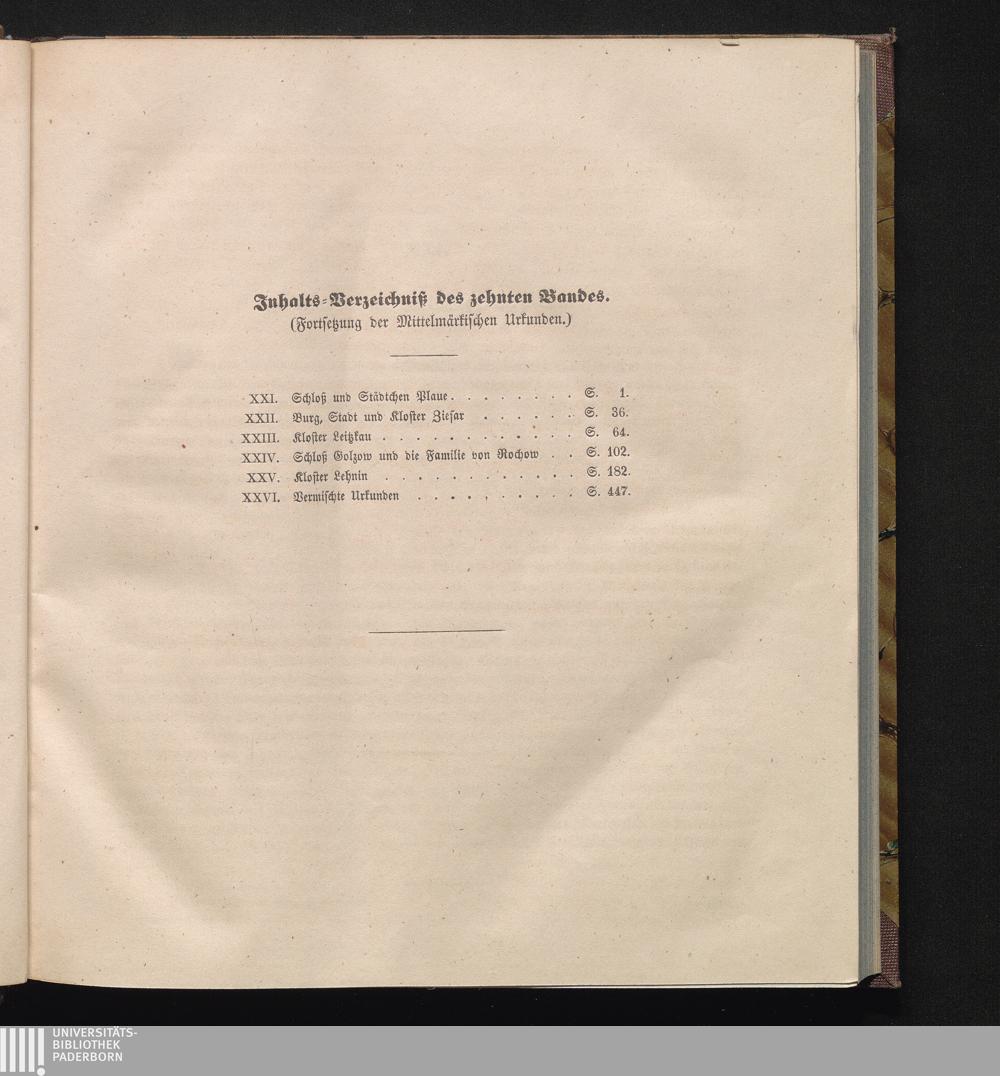 Inhalts-Verzeichniß des zehnten Bandes.
(Fortsetzung der Mittelmärkischen Urkunden.)
XXI. Schloß und Städtchen Plaue . . . . . . . . S. 1.
XXII. Burg, Stadt und Kloster Ziesar . . . . . . S. 36.
XXIII. Kloster Leitzkau . . . . . . . . . . . . S. 64.
XXIV. Schloß Golzow und die Familie von Rochow . . S. 102.
XXV. Kloster Lehnin . . . . . . . . . . . . S. 182.
XXVI. Vermischte Urkunden . . . . . . . . . . S. 447.
UNIVERSITÄTS-
BIBLIOTHEK
PADERBORN